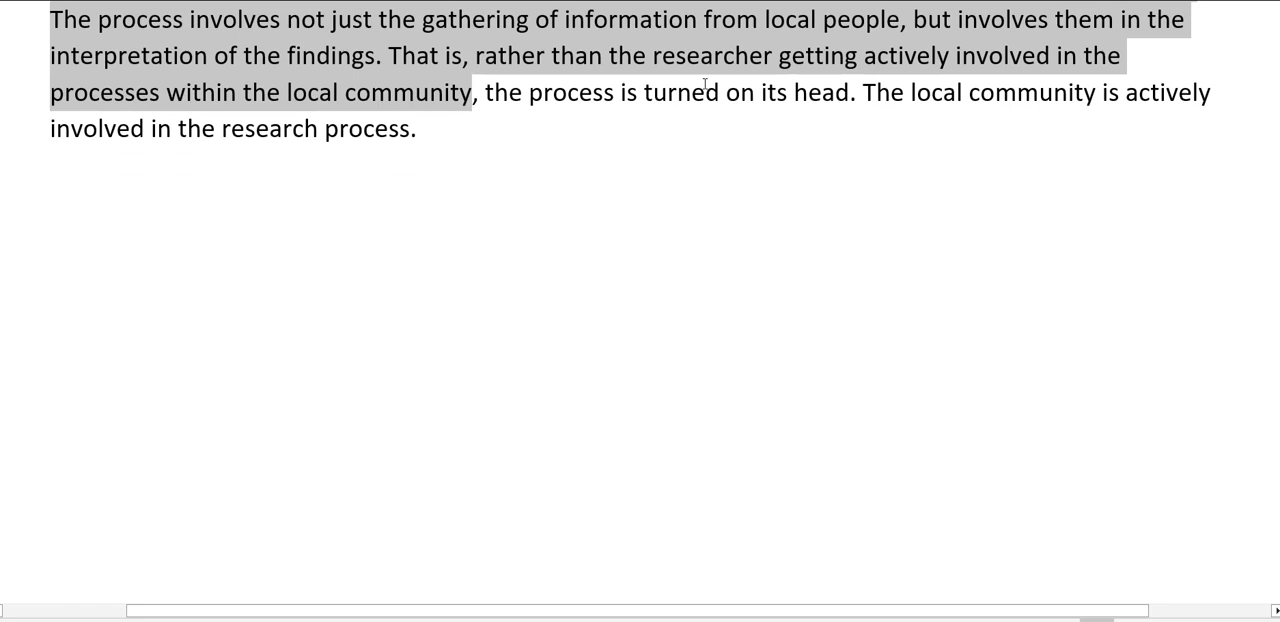 The process involves not just the gathering of information from local people, but involves them in the
interpretation of the findings. That is, rather than the researcher getting actively involved in the
processes within the local community, the process is turned on its head. The local community is actively
involved in the research process.